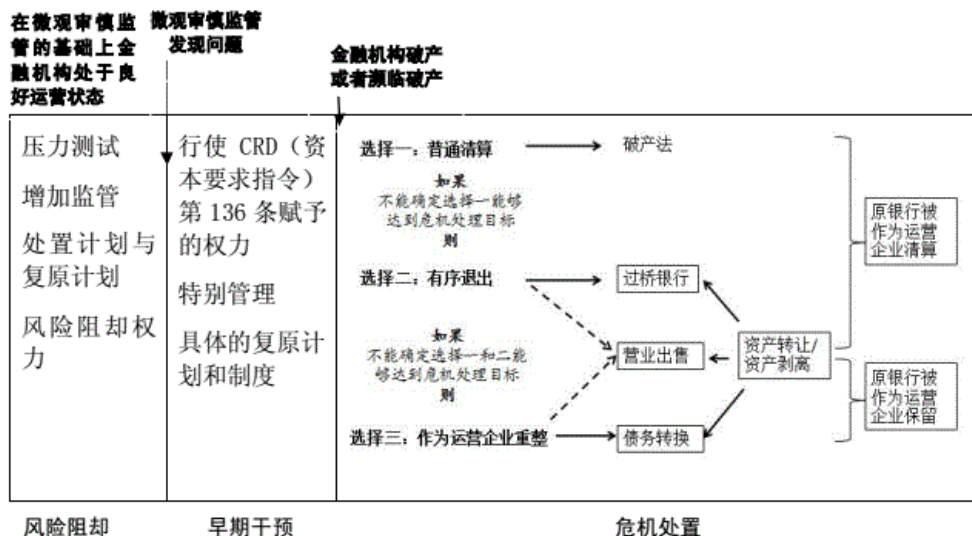 在微观审慎监
管的基础上金
融机构处于良
好运营状态
微观审慎监管
发现问题
金融机构破产
或者濒临破产
压力测试
增加监管
处置计划与
复原计划
风险阻却权
力
行使 CRD（资
本要求指令）
第 136 条赋予
的权力
特别管理
具体的复原计
划和制度
选择一：普通清算
破产法
如果
不能确定选择一能够
达到危机处理目标
则
选择二：有序退出
过桥银行
如果
不能确定选择一和二能
够达到危机处理目标
则
营业出售
资产转让/
资产剥离
选择三：作为运营企业重整
债务转换
原银行被
作为运营
企业清算
原银行被
作为运营
企业保留
风险阻却
早期干预
危机处置